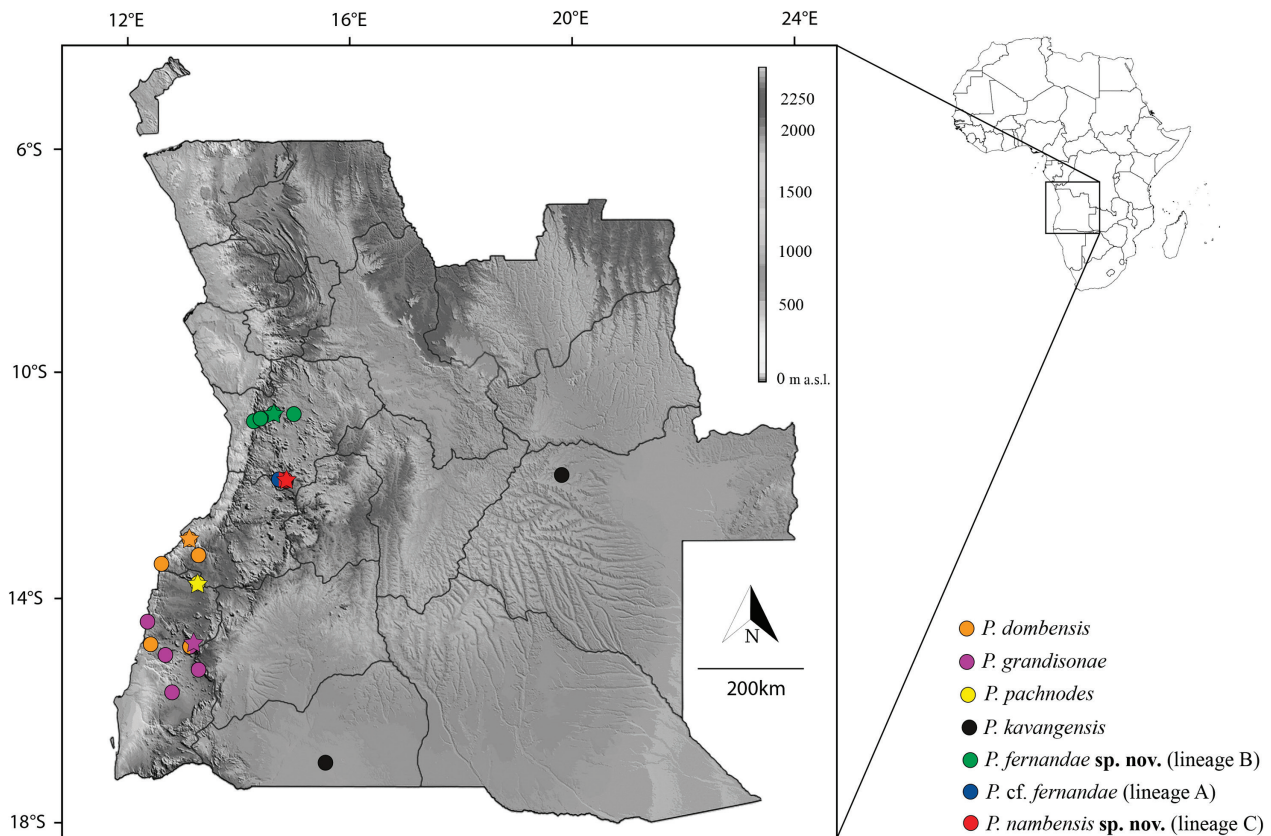 12°E 16°E 20°E 24°E
6°S
10°S
14°S
18°S
2250
2000
1500
1000
500
0 m a.s.l.
N
200km
P. dombensis
P. grandisonae
P. pachnodes
P. kavangensis
P. fernandae sp. nov. (lineage B)
P. cf. fernandae (lineage A)
P. nambensis sp. nov. (lineage C)